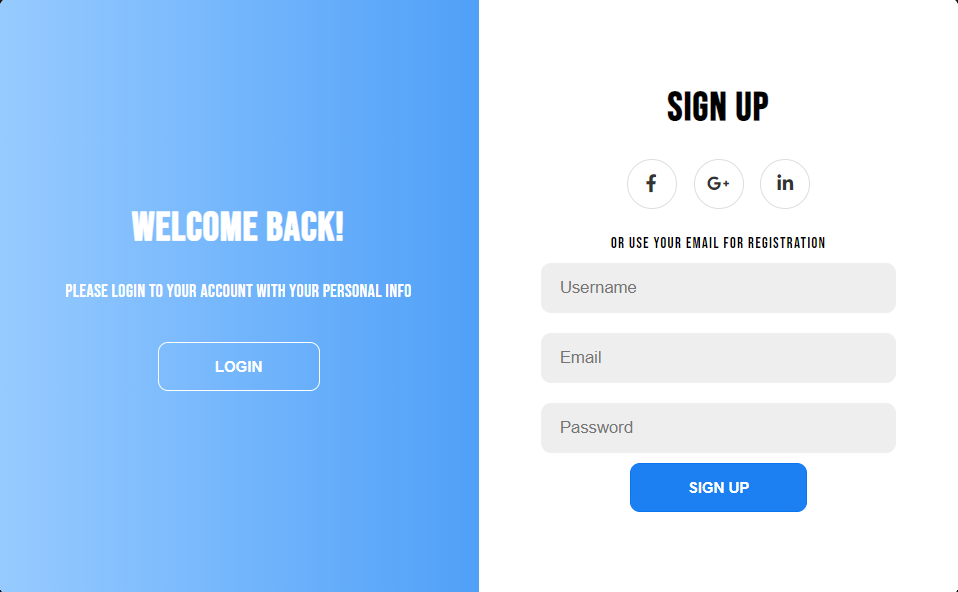 WELCOME BACK!
PLEASE LOGIN TO YOUR ACCOUNT WITH YOUR PERSONAL INFO
LOGIN
SIGN UP
f G+ in
OR USE YOUR EMAIL FOR REGISTRATION
Username
Email
Password
SIGN UP